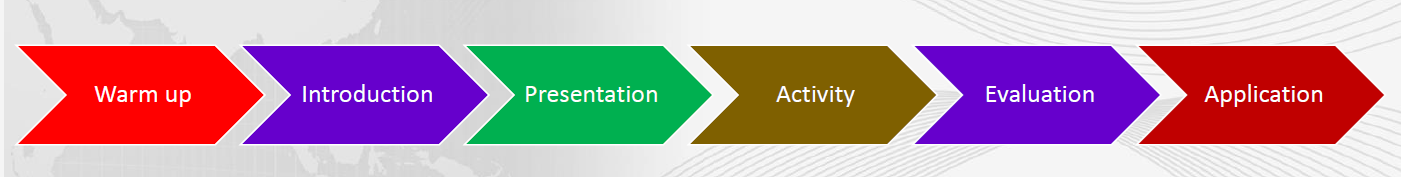 Warm up
Introduction
Presentation
Activity
Evaluation
Application